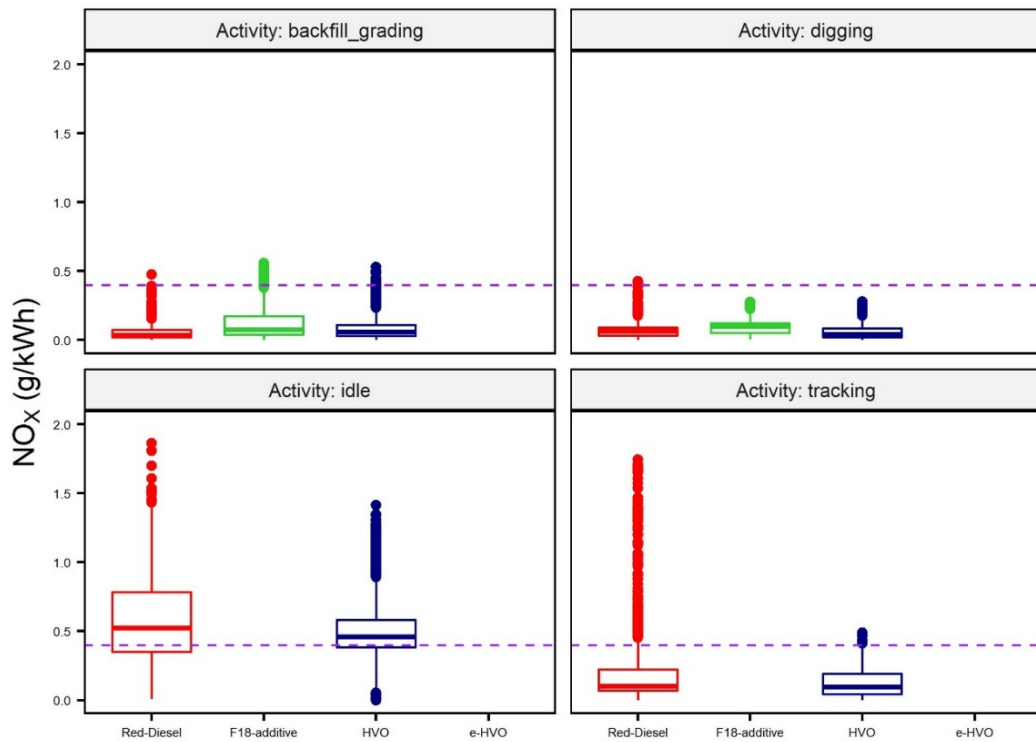 Activity: backfill_grading
Activity: digging
2.0
1.5
1.0
0.5
0.0
Activity: idle
Activity: tracking
2.0
1.5
1.0
0.5
0.0
NOX (g/kWh)
Red-Diesel F18-additive HVO e-HVO
Red-Diesel F18-additive HVO e-HVO